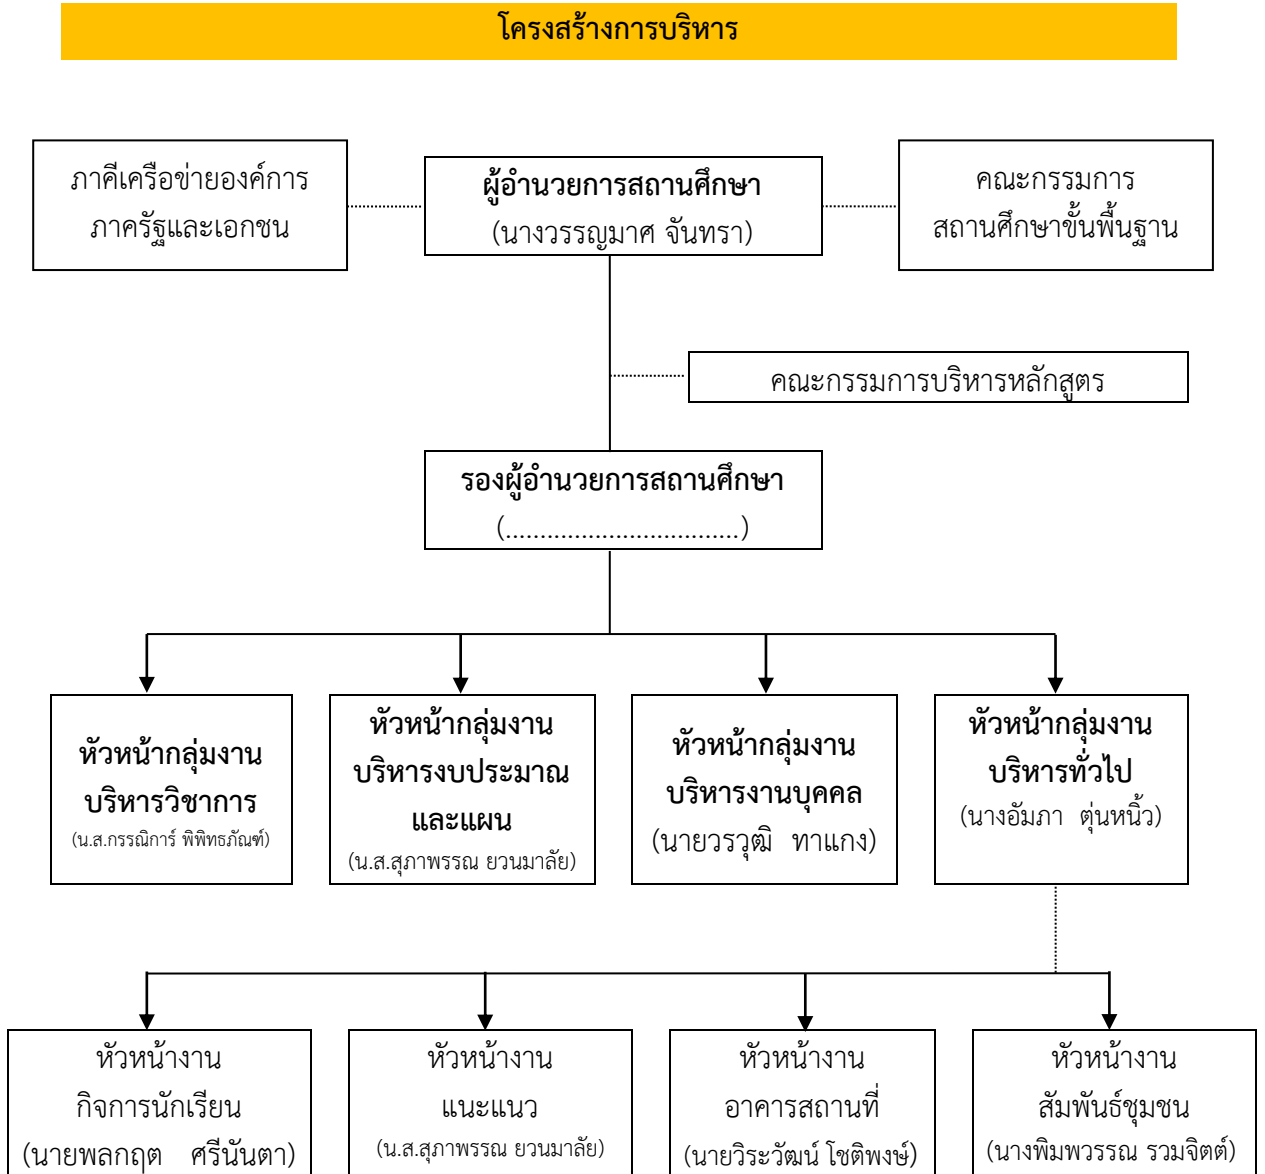 โครงสร้างการบริหาร
ภาคีเครือข่ายองค์การ
ภาครัฐและเอกชน
ผู้อำนวยการสถานศึกษา
(นางวรรญมาศ จันทรา)
คณะกรรมการ
สถานศึกษาขั้นพื้นฐาน
คณะกรรมการบริหารหลักสูตร
รองผู้อำนวยการสถานศึกษา
(..................................)
หัวหน้ากลุ่มงาน
บริหารวิชาการ
(น.ส.กรรณิการ์ พิพิทธภัณฑ์)
หัวหน้ากลุ่มงาน
บริหารงบประมาณ
และแผน
(น.ส.สุภาพรรณ ยวนมาลัย)
หัวหน้ากลุ่มงาน
บริหารงานบุคคล
(นายวรวุฒิ ทาแกง)
หัวหน้ากลุ่มงาน
บริหารทั่วไป
(นางอัมภา ตุ่นหนิ้ว)
หัวหน้างาน
กิจการนักเรียน
(นายพลกฤต ศรีนันตา)
หัวหน้างาน
แนะแนว
(น.ส.สุภาพรรณ ยวนมาลัย)
หัวหน้างาน
อาคารสถานที่
(นายวิระวัฒน์ โชติพงษ์)
หัวหน้างาน
สัมพันธ์ชุมชน
(นางพิมพวรรณ รวมจิตต์)